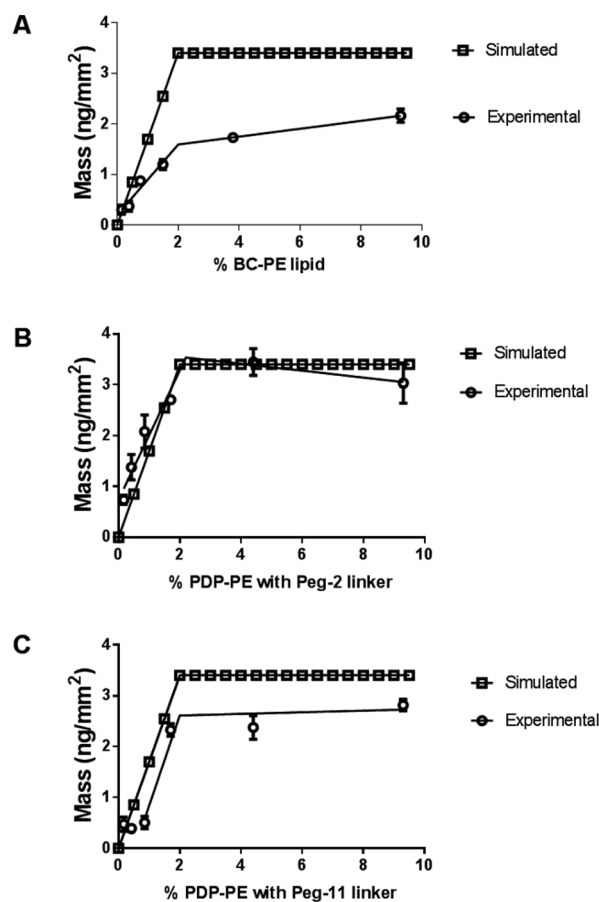 A
Mass (ng/mm²)
4
3
2
1
0
0 2 4 6 8 10
% BC-PE lipid
Simulated
Experimental
B
Mass (ng/mm²)
4
3
2
1
0
0 2 4 6 8 10
% PDP-PE with Peg-2 linker
Simulated
Experimental
C
Mass (ng/mm²)
4
3
2
1
0
0 2 4 6 8 10
% PDP-PE with Peg-11 linker
Simulated
Experimental